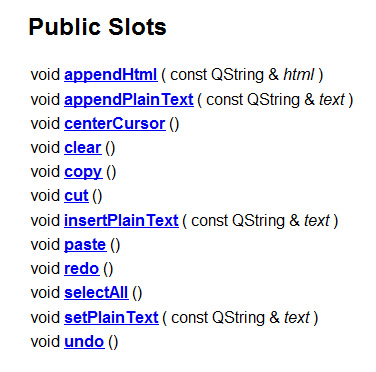 Public Slots
void appendHtml ( const QString & html )
void appendPlainText ( const QString & text )
void centerCursor ()
void clear ()
void copy ()
void cut ()
void insertPlainText ( const QString & text )
void paste ()
void redo ()
void selectAll ()
void setPlainText ( const QString & text )
void undo ()